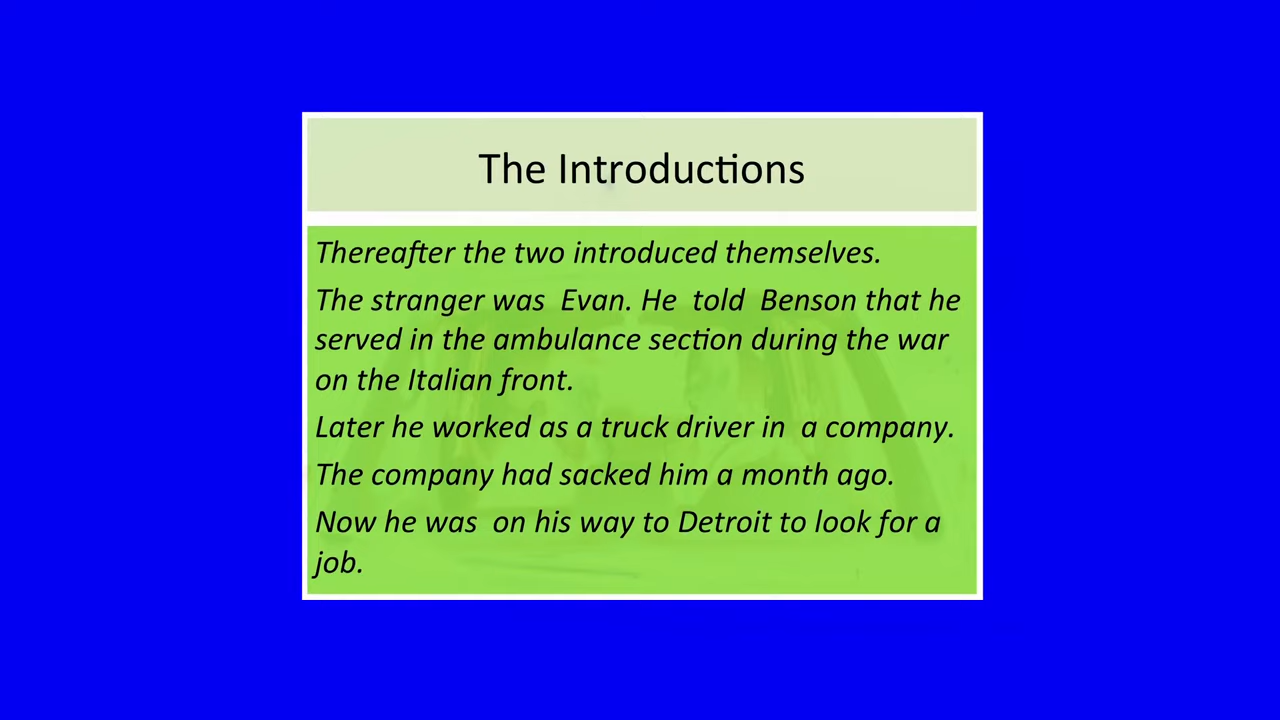 The Introductions
Thereafter the two introduced themselves.
The stranger was  Evan. He  told  Benson that he
served in the ambulance section during the war
on the Italian front.
Later he worked as a truck driver in  a company.
The company had sacked him a month ago.
Now he was  on his way to Detroit to look for a
job.